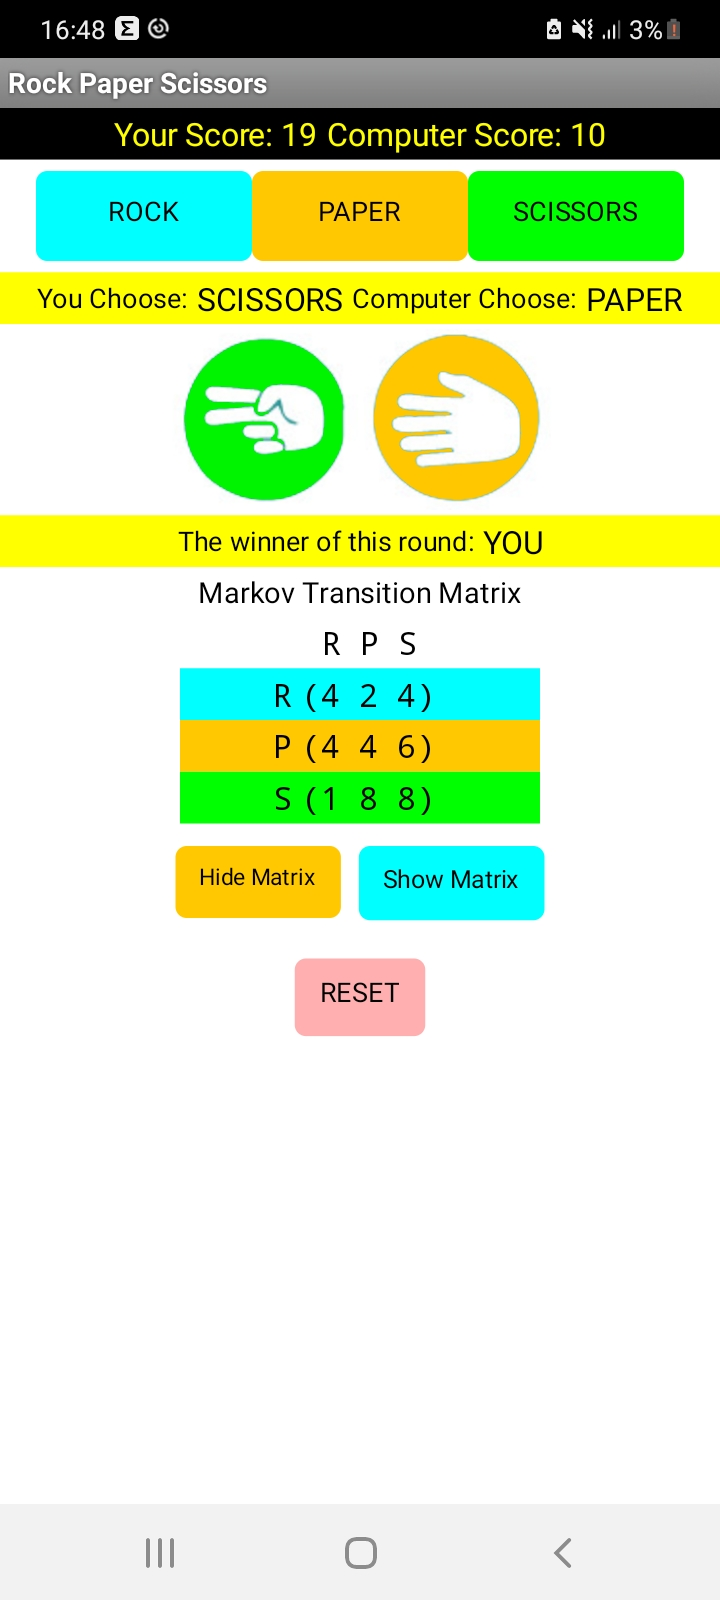 16:48 Σ 3%
Rock Paper Scissors
Your Score: 19 Computer Score: 10
ROCK PAPER SCISSORS
You Choose: SCISSORS Computer Choose: PAPER
The winner of this round: YOU
Markov Transition Matrix
R P S
R (4 2 4)
P (4 4 6)
S (1 8 8)
Hide Matrix Show Matrix
RESET